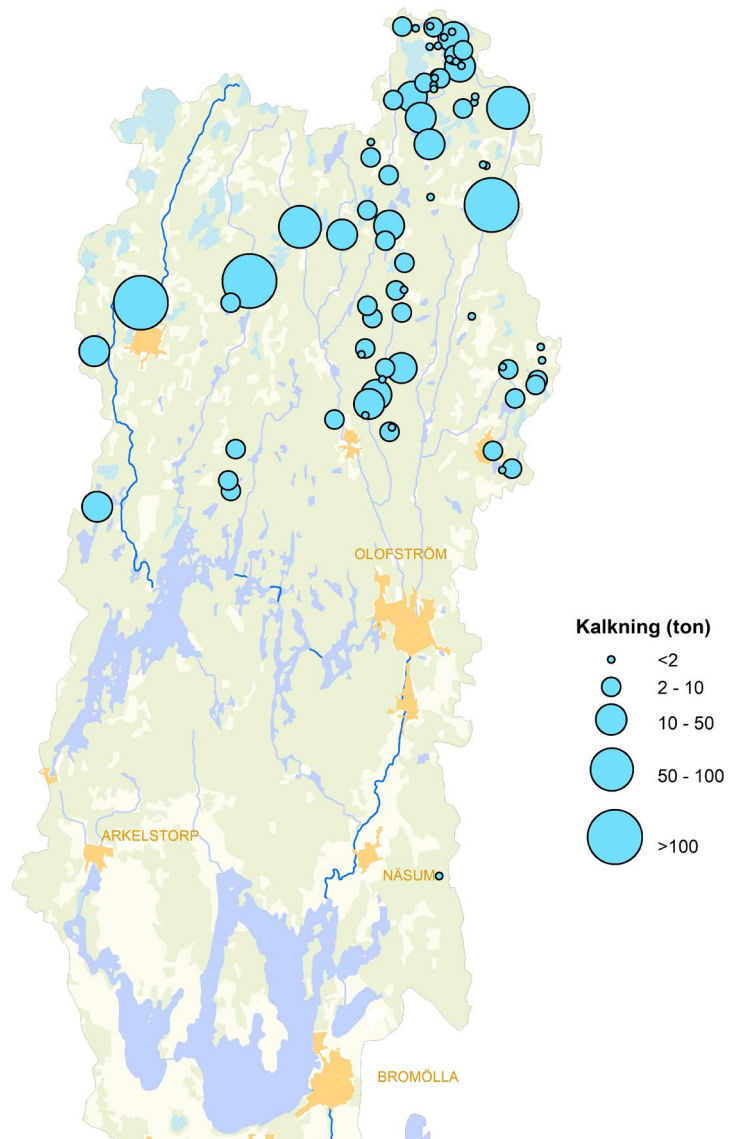 OLOFSTRÖM
Kalkning (ton)
<2
2 - 10
10 - 50
50 - 100
>100
ARKELSTORP
NÄSUM
BROMÖLLA